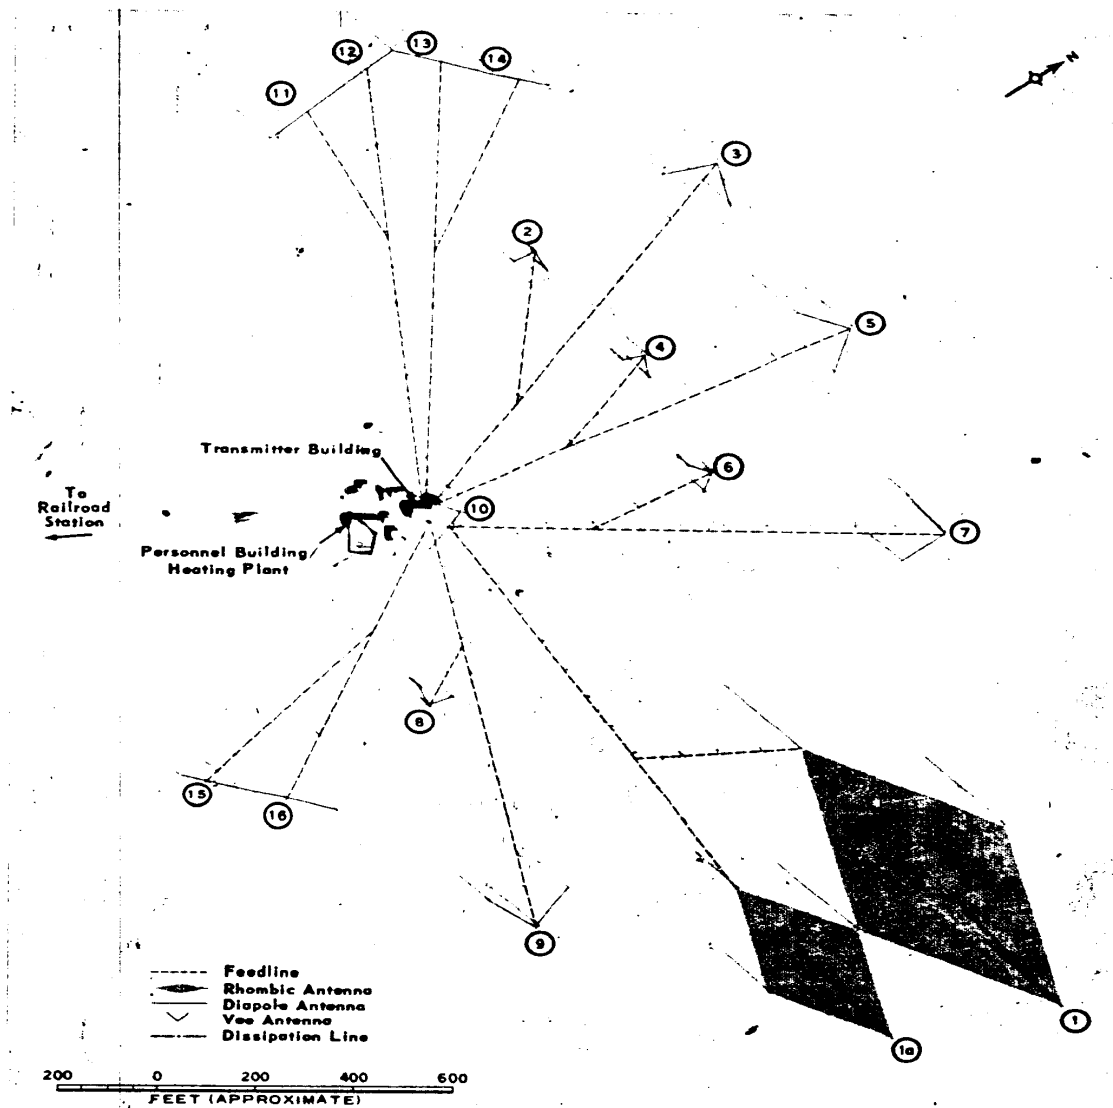 13
12
14
11
N
3
2
5
4
Transmitter Building
6
To
Railroad
Station
10
7
Personnel Building
Heating Plant
8
15
16
9
Feedline
Rhombic Antenna
Diapole Antenna
Vee Antenna
Dissipation Line
1
1a
200 0 200 400 600
FEET (APPROXIMATE)